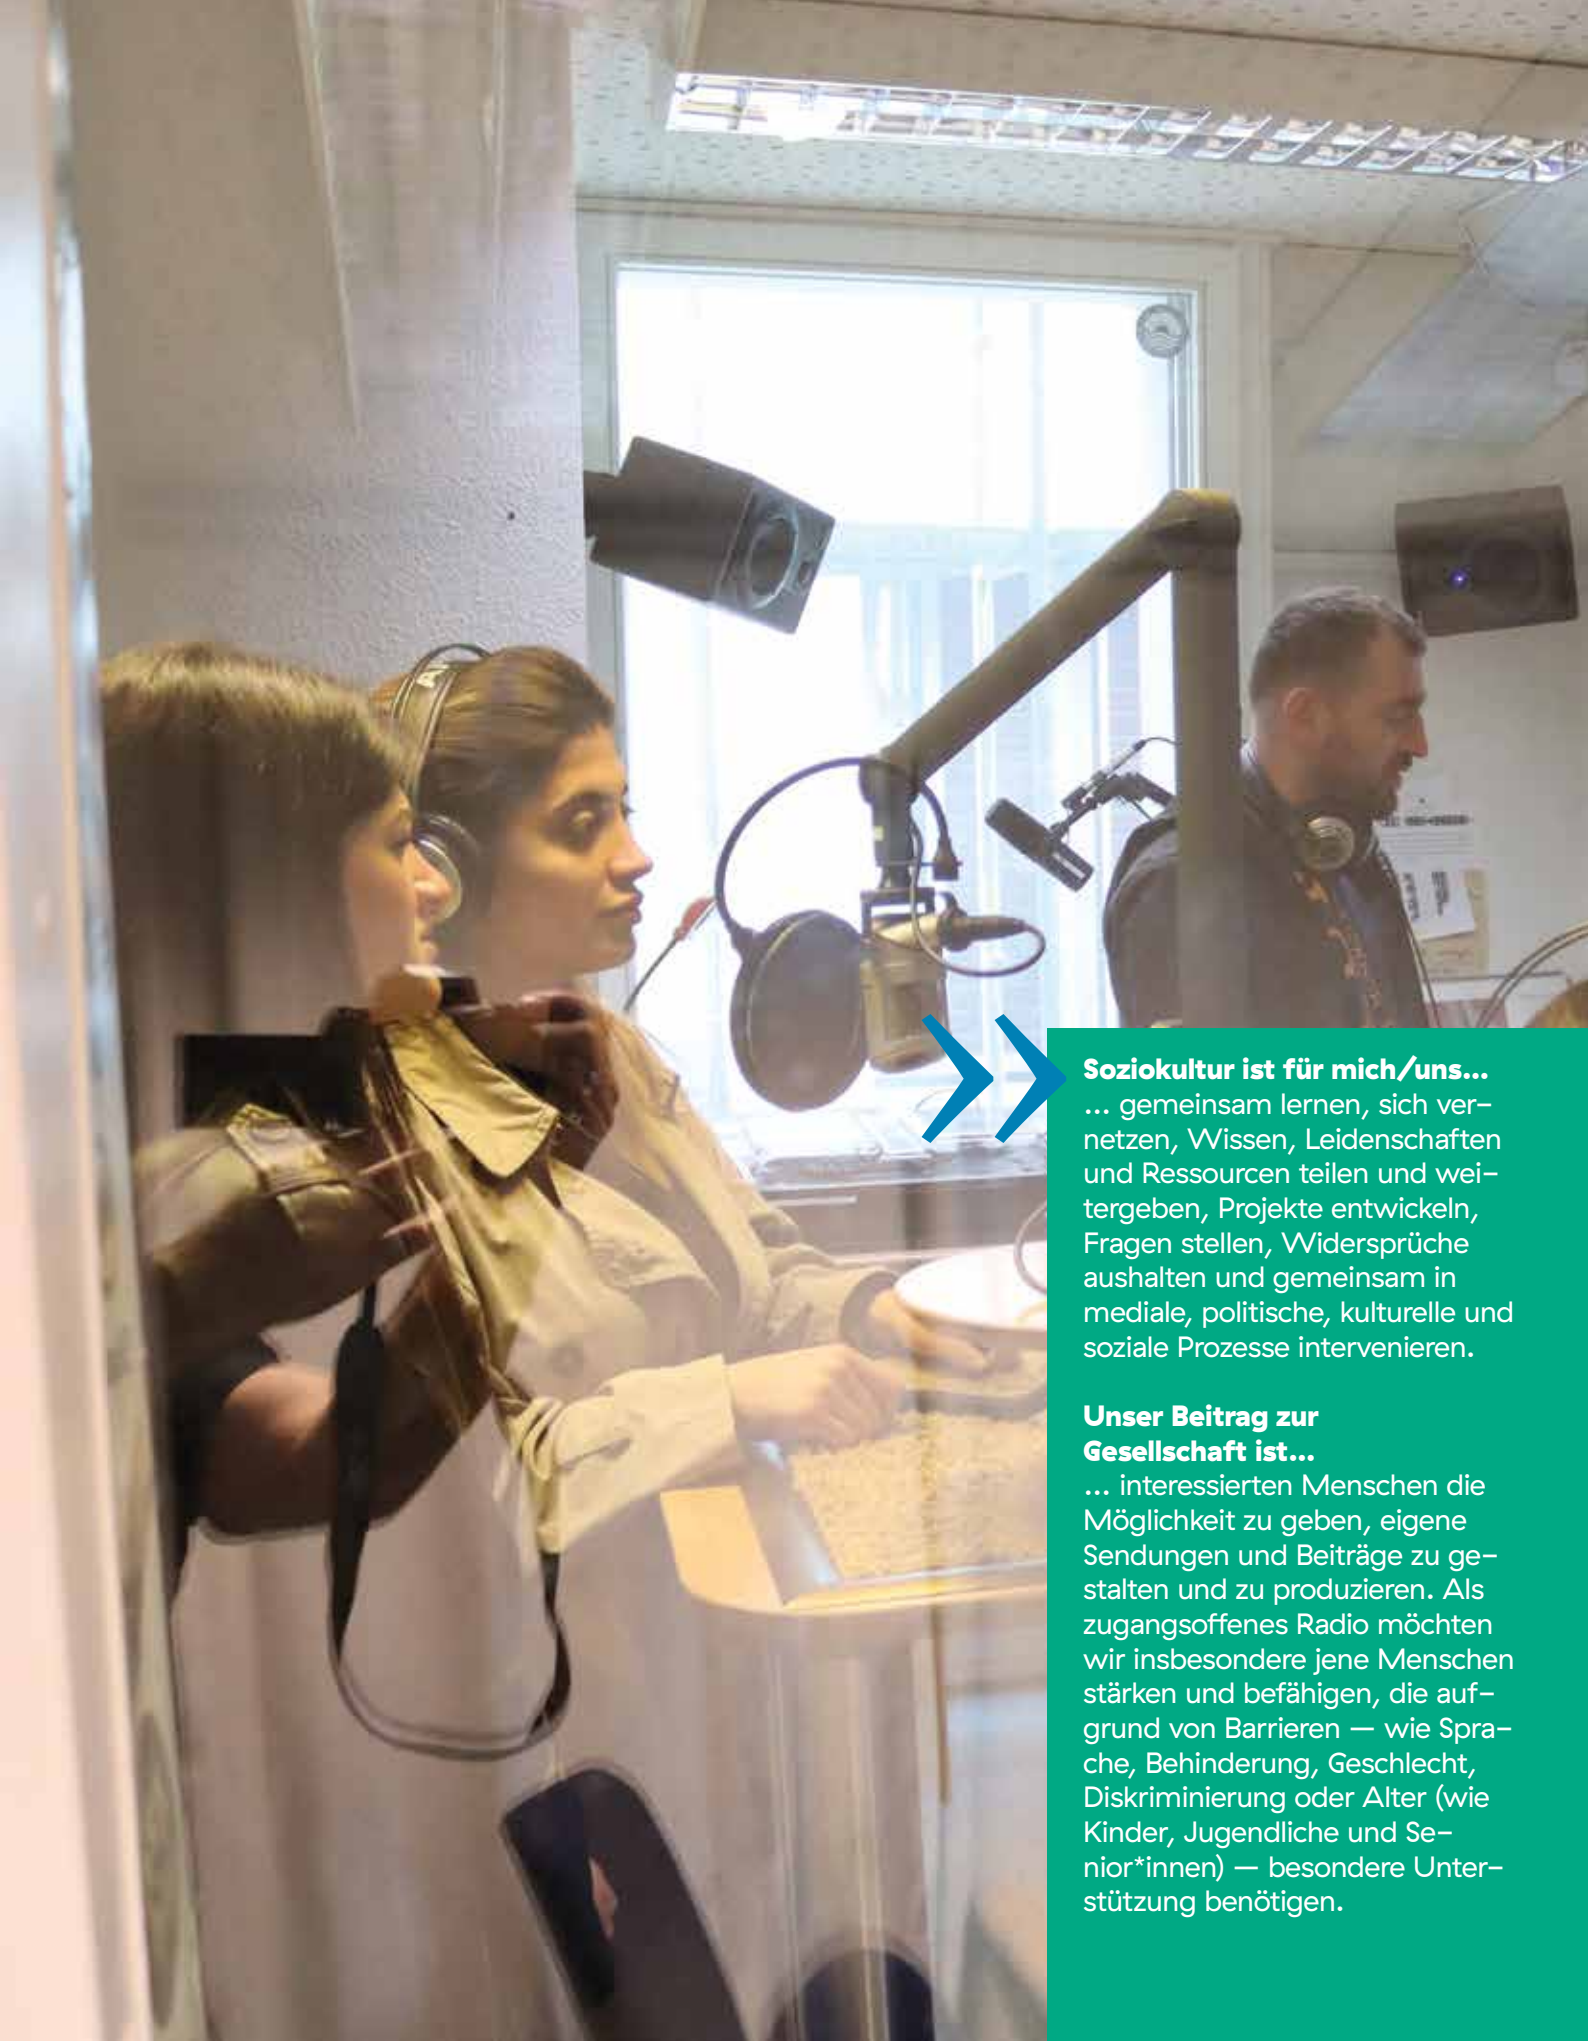 Soziokultur ist für mich/uns...
... gemeinsam lernen, sich ver-
netzen, Wissen, Leidenschaften
und Ressourcen teilen und wei-
tergeben, Projekte entwickeln,
Fragen stellen, Widersprüche
aushalten und gemeinsam in
mediale, politische, kulturelle und
soziale Prozesse intervenieren.
Unser Beitrag zur
Gesellschaft ist...
... interessierten Menschen die
Möglichkeit zu geben, eigene
Sendungen und Beiträge zu ge-
stalten und zu produzieren. Als
zugangsoffenes Radio möchten
wir insbesondere jene Menschen
stärken und befähigen, die auf-
grund von Barrieren — wie Spra-
che, Behinderung, Geschlecht,
Diskriminierung oder Alter (wie
Kinder, Jugendliche und Se-
nior*innen) — besondere Unter-
stützung benötigen.